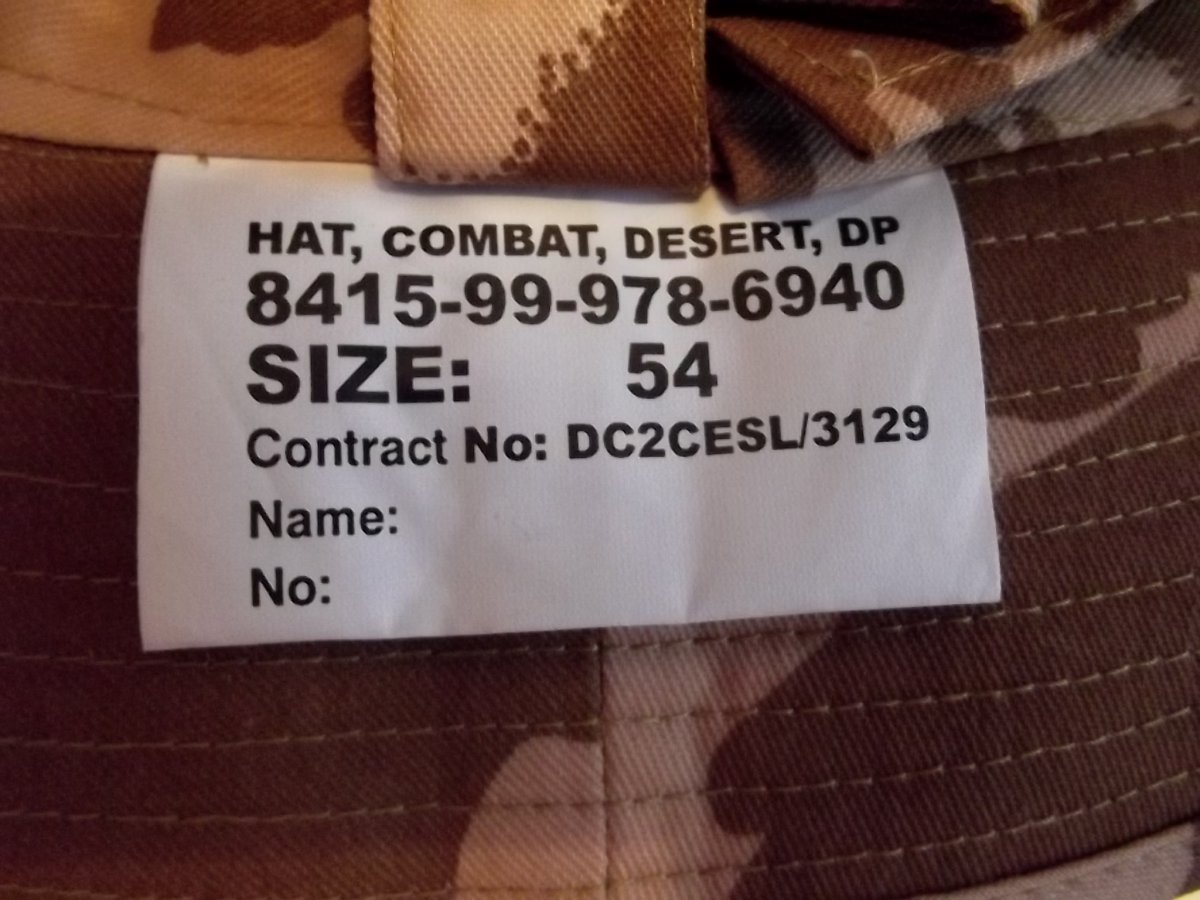 HAT, COMBAT, DESERT, DP
8415-99-978-6940
SIZE: 54
Contract No: DC2CESL/3129
Name:
No: